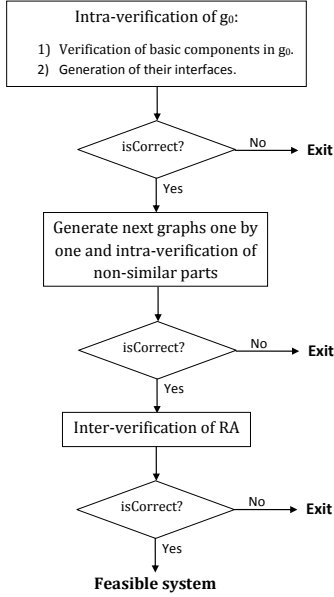 Intra-verification of g₀:
1) Verification of basic components in g₀.
2) Generation of their interfaces.
isCorrect?
No
Exit
Yes
Generate next graphs one by
one and intra-verification of
non-similar parts
isCorrect?
No
Exit
Yes
Inter-verification of RA
isCorrect?
No
Exit
Yes
Feasible system